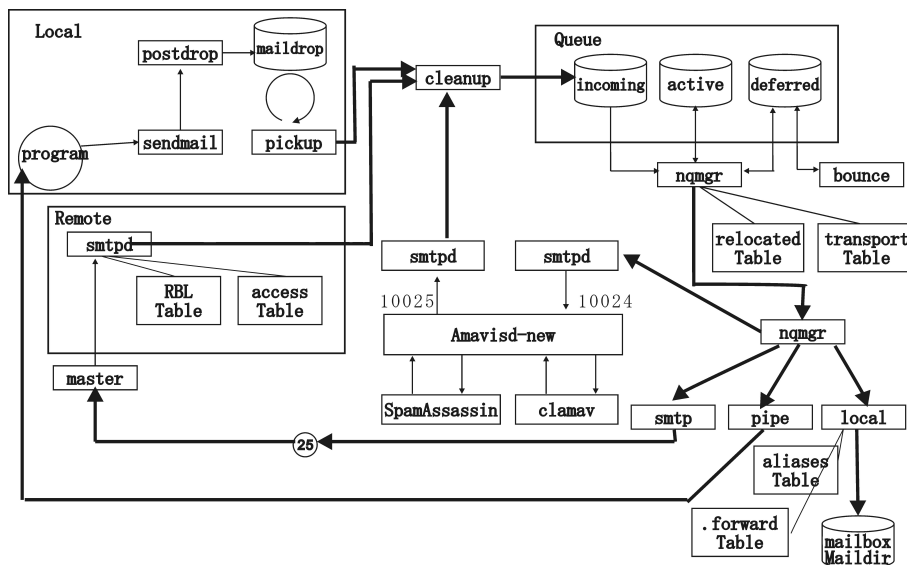 Local
postdrop
maildrop
program
sendmail
pickup
cleanup
Queue
incoming
active
deferred
nqmgr
bounce
relocated
Table
transport
Table
Remote
smtpd
RBL
Table
access
Table
master
smtpd
smtpd
10025
10024
Amavisd-new
SpamAssassin
clamav
nqmgr
smtp
pipe
local
25
aliases
Table
.forward
Table
mailbox
Maildir